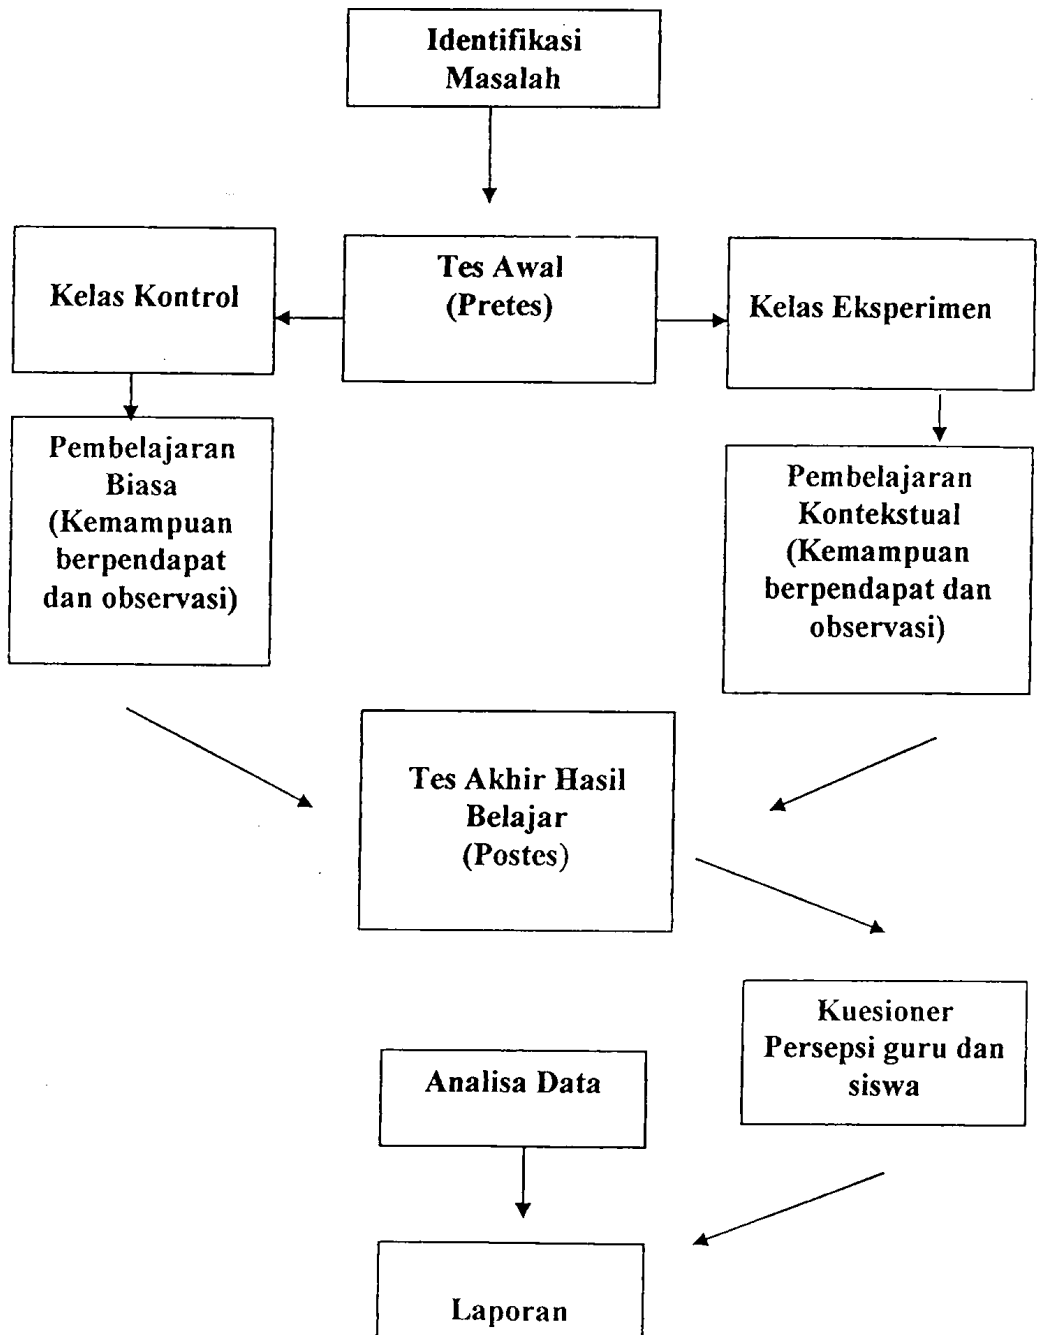 Identifikasi
Masalah
Kelas Kontrol
Tes Awal
(Pretes)
Kelas Eksperimen
Pembelajaran
Biasa
(Kemampuan
berpendapat
dan observasi)
Pembelajaran
Kontekstual
(Kemampuan
berpendapat dan
observasi)
Tes Akhir Hasil
Belajar
(Postes)
Kuesioner
Persepsi guru dan
siswa
Analisa Data
Laporan